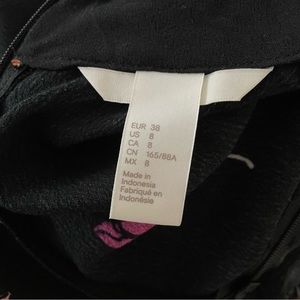 EUR 38
US 8
CA 8
CN 165/88A
MX 8
Made in
Indonesia
Fabriqué en
Indonésie